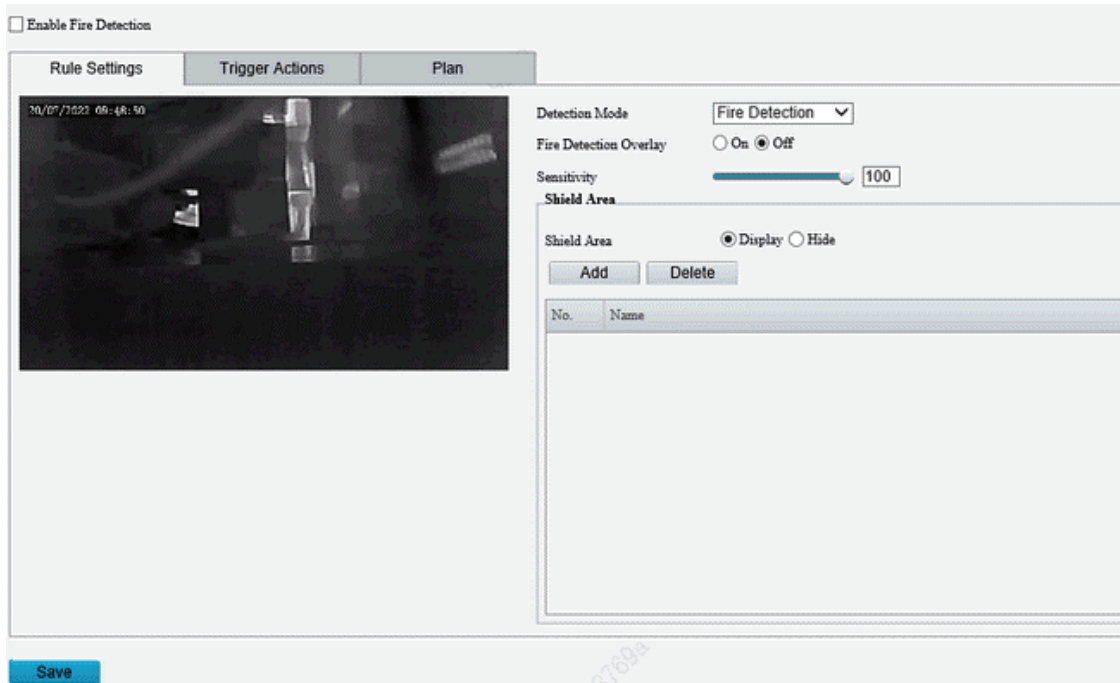 Enable Fire Detection
Rule Settings
Trigger Actions
Plan
20/07/2022 09:48:50
Detection Mode
Fire Detection
Fire Detection Overlay
On
Off
Sensitivity
100
Shield Area
Shield Area
Display
Hide
Add
Delete
No.
Name
Save